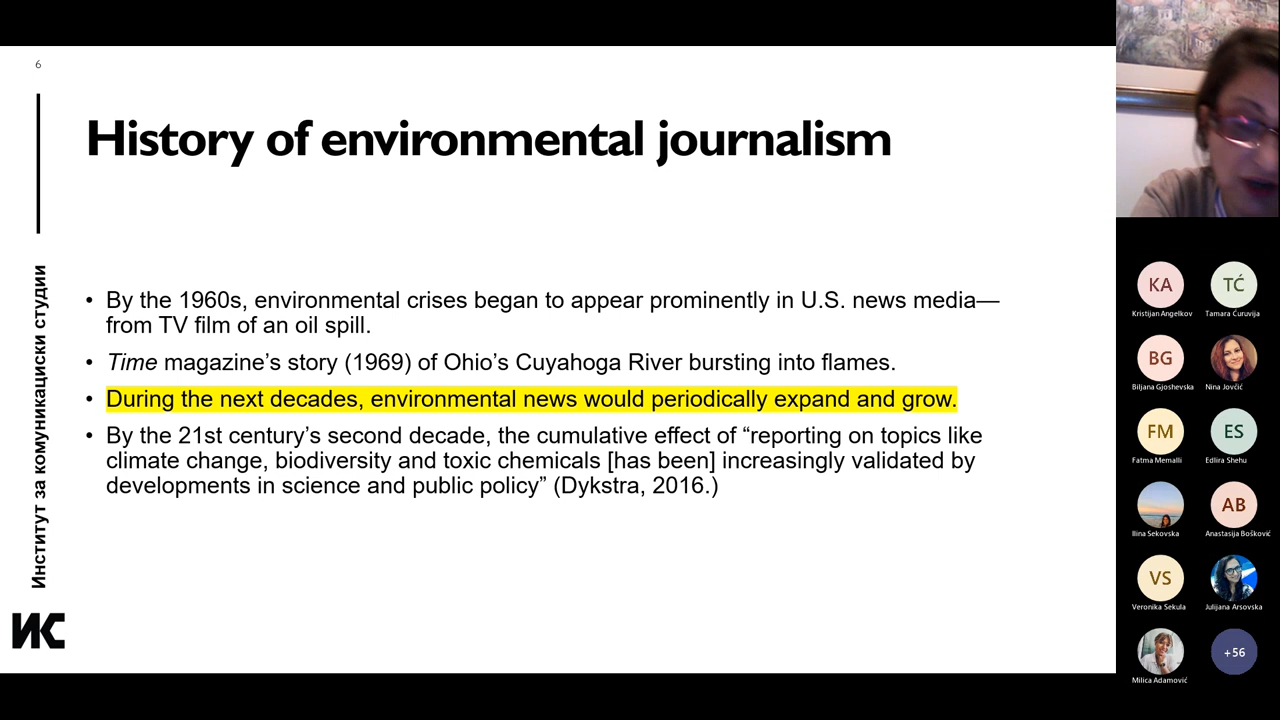 6
History of environmental journalism
• By the 1960s, environmental crises began to appear prominently in U.S. news media—
from TV film of an oil spill.
• Time magazine’s story (1969) of Ohio’s Cuyahoga River bursting into flames.
• During the next decades, environmental news would periodically expand and grow.
• By the 21st century’s second decade, the cumulative effect of “reporting on topics like
climate change, biodiversity and toxic chemicals [has been] increasingly validated by
developments in science and public policy” (Dykstra, 2016.)
Институт за комуникациски студии
ИС
KA
Kristijan Angelkov
TĆ
Tamara Ćuruvija
BG
Biljana Gjoshevska
Nina Jovčić
FM
Fatma Memalli
ES
Edlira Shehu
Ilina Sekovska
AB
Anastasija Bošković
VS
Veronika Sekula
Julijana Arsovska
Milica Adamović
+56